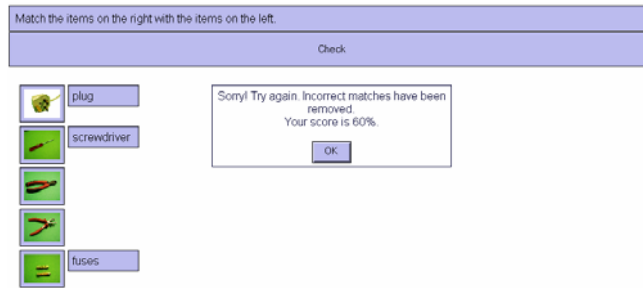 Match the items on the right with the items on the left.
Check
plug
screwdriver
fuses
Sorry! Try again. Incorrect matches have been
removed.
Your score is 60%.
OK